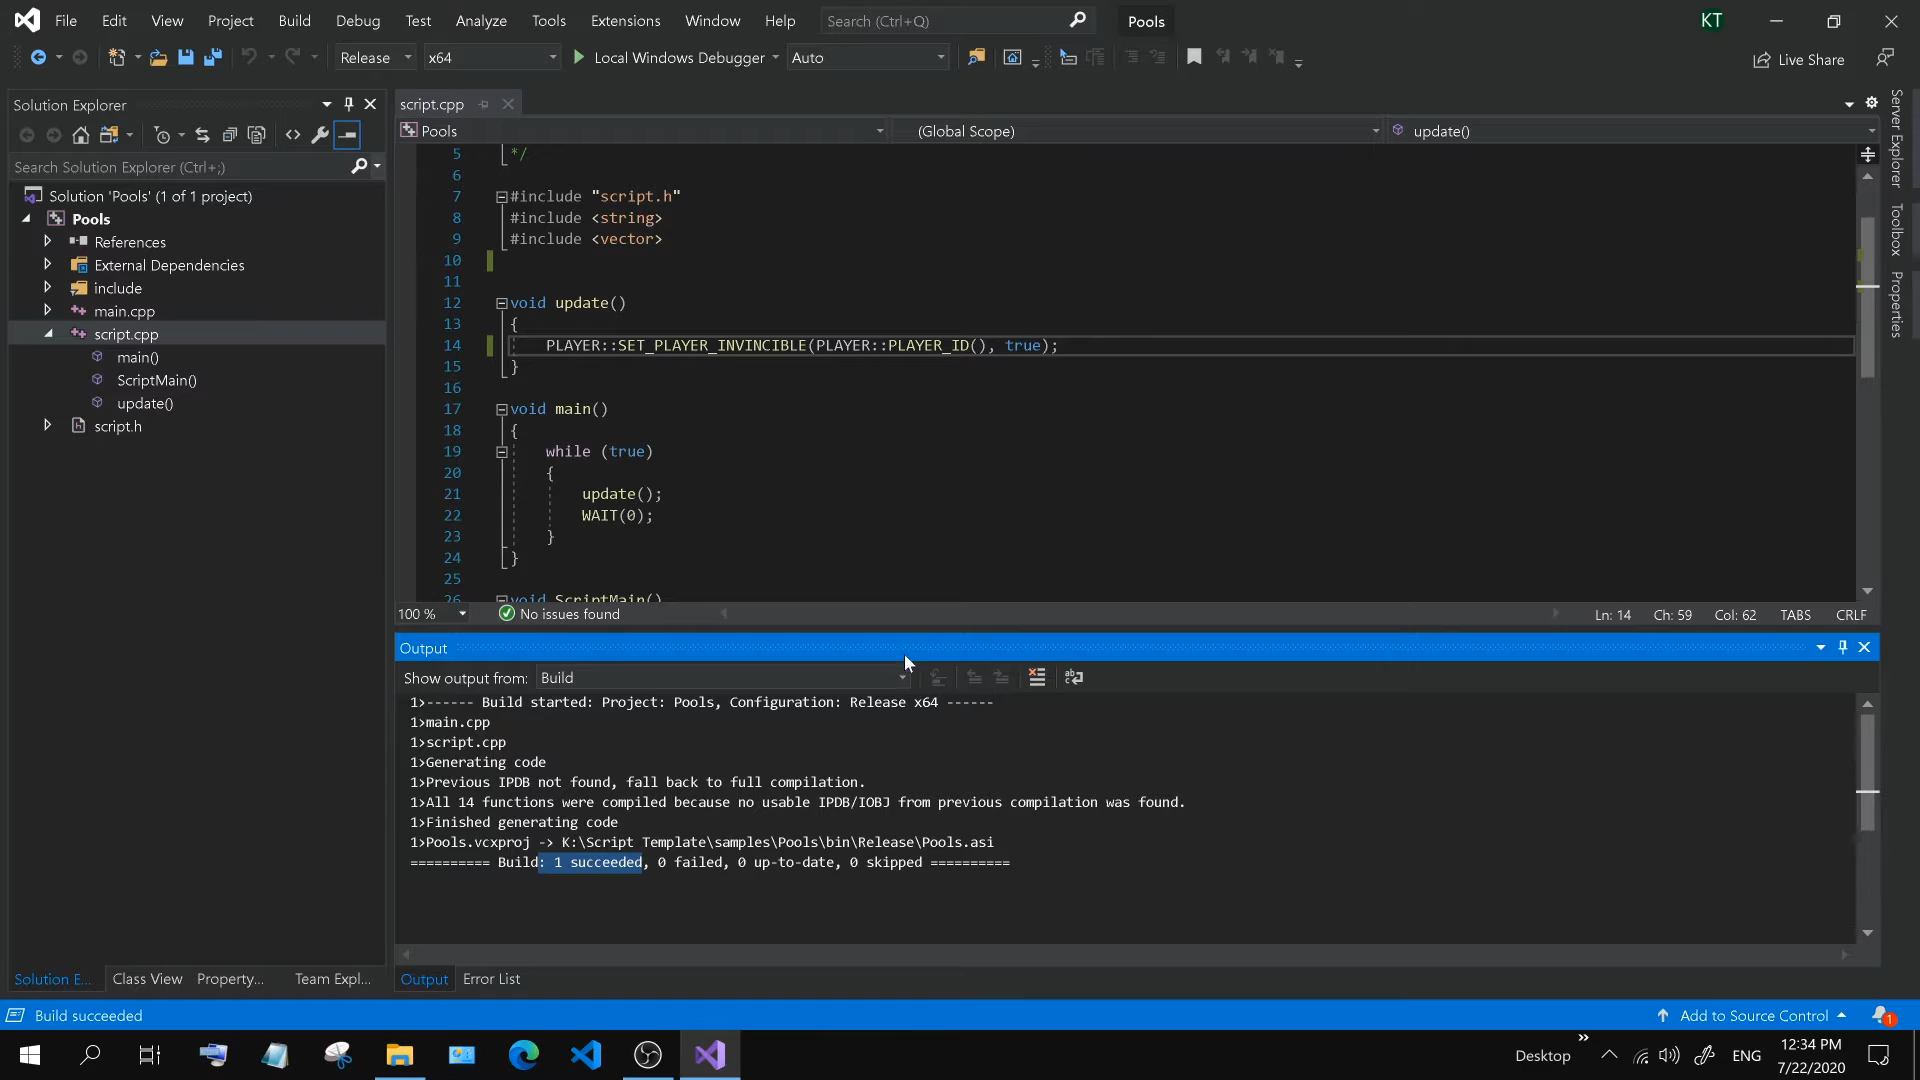 File Edit View Project Build Debug Test Analyze Tools Extensions Window Help Search (Ctrl+Q) Pools KT
Release x64 Local Windows Debugger Auto Live Share
Solution Explorer
Search Solution Explorer (Ctrl+;)
Solution 'Pools' (1 of 1 project)
Pools
References
External Dependencies
include
main.cpp
script.cpp
main()
ScriptMain()
update()
script.h
Solution E... Class View Property... Team Expl...
script.cpp
Pools (Global Scope) update()
5 */
6
7 #include "script.h"
8 #include <string>
9 #include <vector>
10
11
12 void update()
13 {
14 PLAYER::SET_PLAYER_INVINCIBLE(PLAYER::PLAYER_ID(), true);
15 }
16
17 void main()
18 {
19 while (true)
20 {
21 update();
22 WAIT(0);
23 }
24 }
25
26 void ScriptMain()
100 % No issues found Ln: 14 Ch: 59 Col: 62 TABS CRLF
Output
Show output from: Build
1>------ Build started: Project: Pools, Configuration: Release x64 ------
1>main.cpp
1>script.cpp
1>Generating code
1>Previous IPDB not found, fall back to full compilation.
1>All 14 functions were compiled because no usable IPDB/IOBJ from previous compilation was found.
1>Finished generating code
1>Pools.vcxproj -> K:\Script Template\samples\Pools\bin\Release\Pools.asi
========== Build: 1 succeeded, 0 failed, 0 up-to-date, 0 skipped ==========
Output Error List
Server Explorer
Toolbox
Properties
Build succeeded Add to Source Control 1
Desktop ENG 12:34 PM
7/22/2020